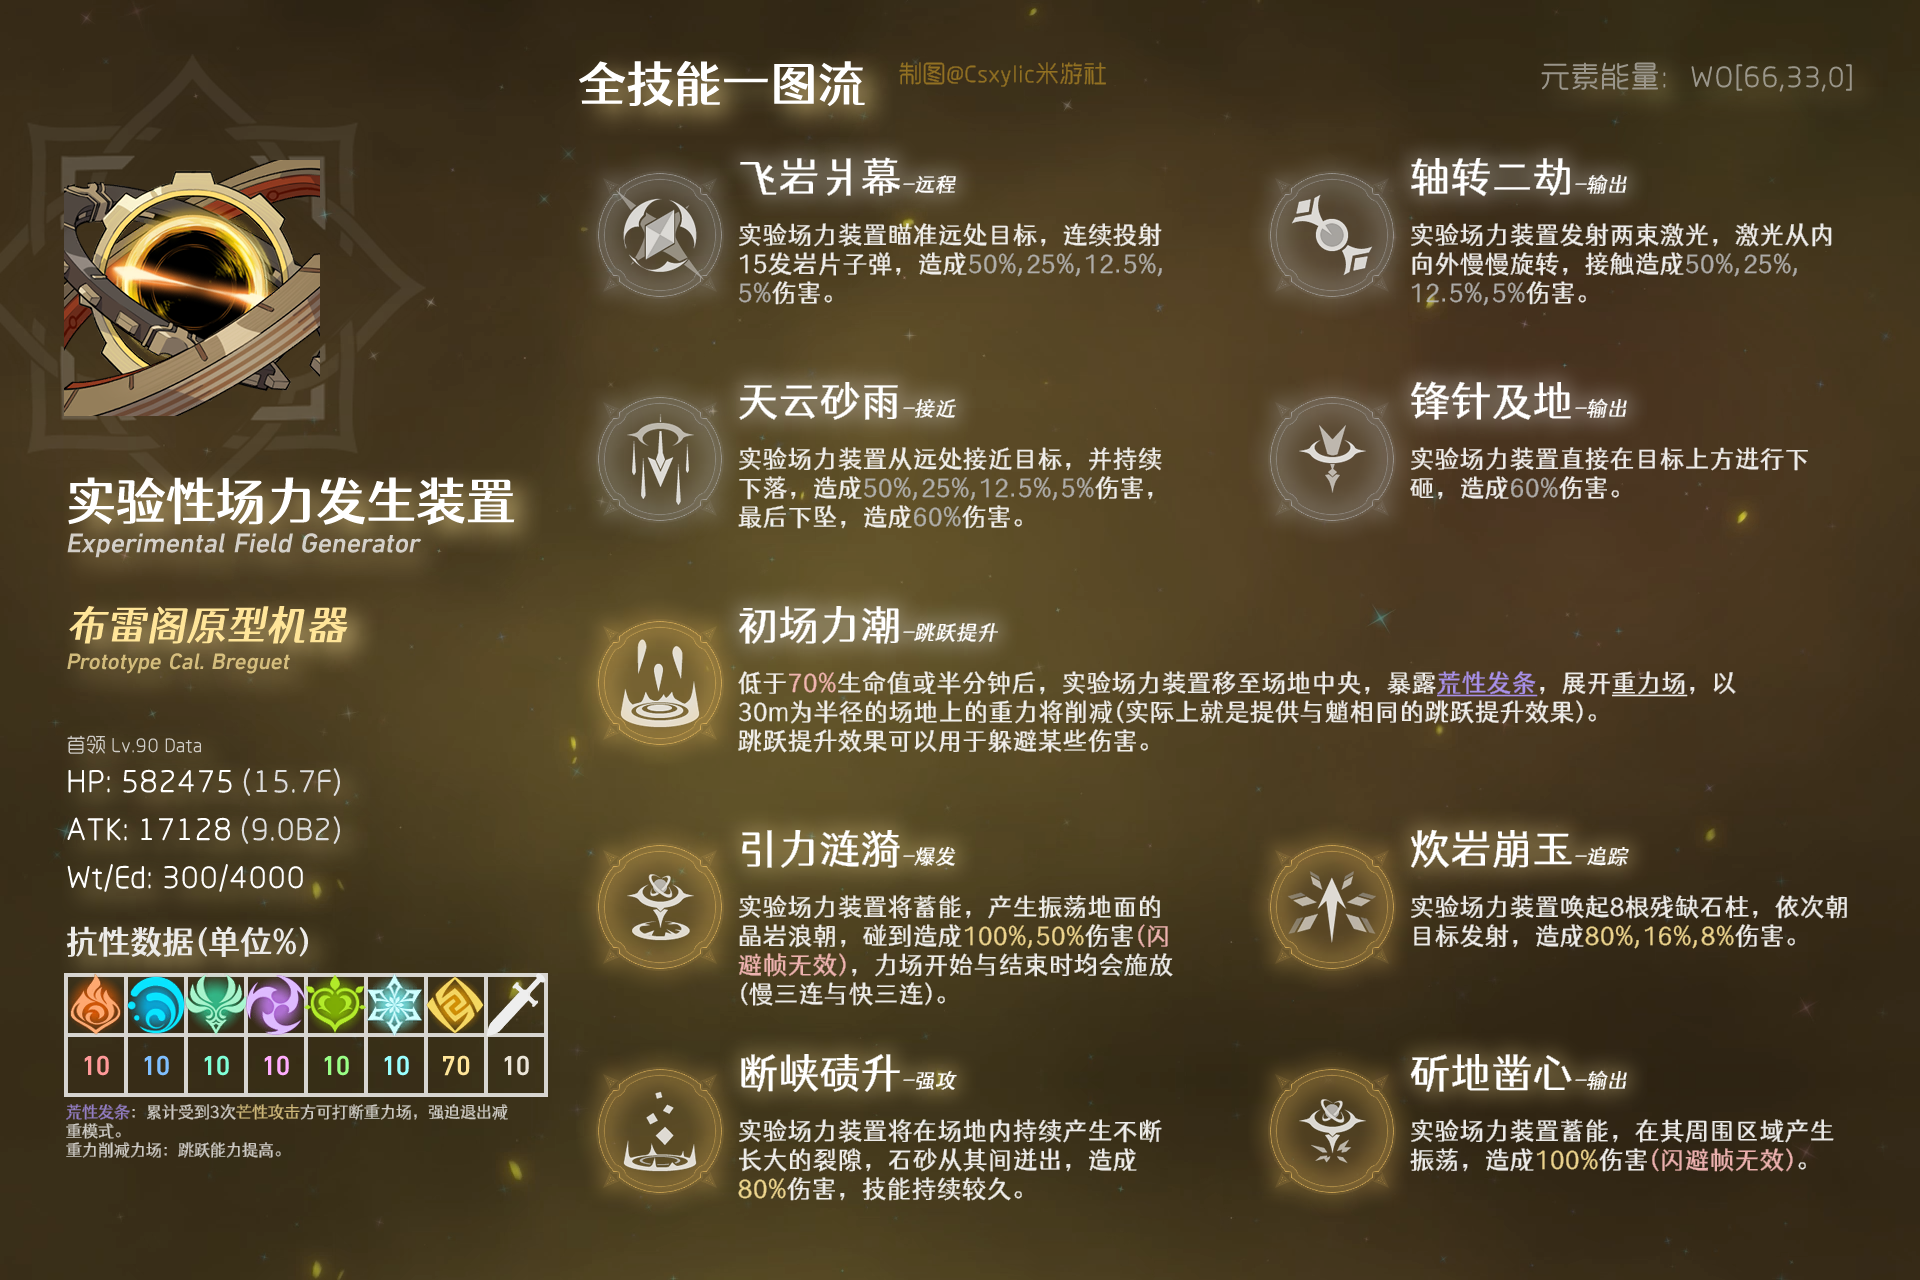 全技能一图流
制图@Csxylic米游社
元素能量: W0[66,33,0]
实验性场力发生装置
Experimental Field Generator
布雷阁原型机器
Prototype Cal. Breguet
首领 Lv.90 Data
HP: 582475 (15.7F)
ATK: 17128 (9.0B2)
Wt/Ed: 300/4000
抗性数据(单位%)
10 10 10 10 10 10 70 10
荒性发条：累计受到3次芒性攻击方可打断重力场，强迫退出减
重模式。
重力削减力场：跳跃能力提高。
飞岩爿幕-远程
实验场力装置瞄准远处目标，连续投射
15发岩片子弹，造成50%,25%,12.5%,
5%伤害。
轴转二劫-输出
实验场力装置发射两束激光，激光从内
向外慢慢旋转，接触造成50%,25%,
12.5%,5%伤害。
天云砂雨-接近
实验场力装置从远处接近目标，并持续
下落，造成50%,25%,12.5%,5%伤害，
最后下坠，造成60%伤害。
锋针及地-输出
实验场力装置直接在目标上方进行下
砸，造成60%伤害。
初场力潮-跳跃提升
低于70%生命值或半分钟后，实验场力装置移至场地中央，暴露荒性发条，展开重力场，以
30m为半径的场地上的重力将削减(实际上就是提供与魈相同的跳跃提升效果)。
跳跃提升效果可以用于躲避某些伤害。
引力涟漪-爆发
实验场力装置将蓄能，产生振荡地面的
晶岩浪朝，碰到造成100%,50%伤害(闪
避帧无效)，力场开始与结束时均会施放
(慢三连与快三连)。
炊岩崩玉-追踪
实验场力装置唤起8根残缺石柱，依次朝
目标发射，造成80%,16%,8%伤害。
断峡碛升-强攻
实验场力装置将在场地内持续产生不断
长大的裂隙，石砂从其间迸出，造成
80%伤害，技能持续较久。
斫地凿心-输出
实验场力装置蓄能，在其周围区域产生
振荡，造成100%伤害(闪避帧无效)。